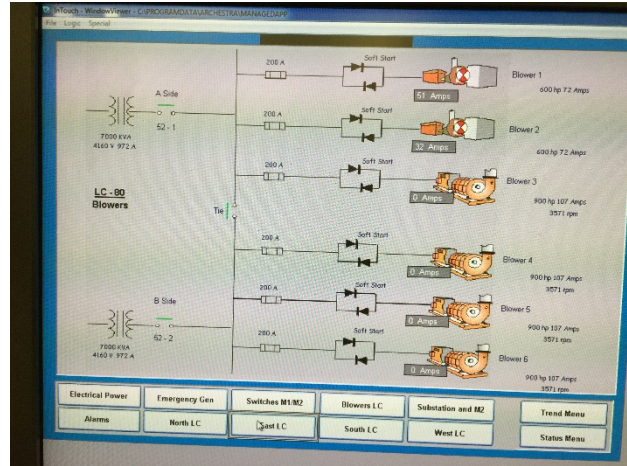 InTouch - WindowViewer - C:\PROGRAMDATA\ARCHESTRA\MANAGEDAPP
File Logic Special
200 A
Soft Start
51 Amps
Blower 1
600 hp 72 Amps
A Side
52 - 1
7000 KVA
4160 V 972 A
200 A
Soft Start
32 Amps
Blower 2
600 hp 72 Amps
200 A
Soft Start
0 Amps
Blower 3
900 hp 107 Amps
3571 rpm
LC - 80
Blowers
Tie
200 A
Soft Start
0 Amps
Blower 4
900 hp 107 Amps
3571 rpm
B Side
52 - 2
7000 KVA
4160 V 972 A
200 A
Soft Start
0 Amps
Blower 5
900 hp 107 Amps
3571 rpm
200 A
Soft Start
0 Amps
Blower 6
900 hp 107 Amps
3571 rpm
Electrical Power
Emergency Gen
Switches M1/M2
Blowers LC
Substation and M2
Trend Menu
Alarms
North LC
East LC
South LC
West LC
Status Menu